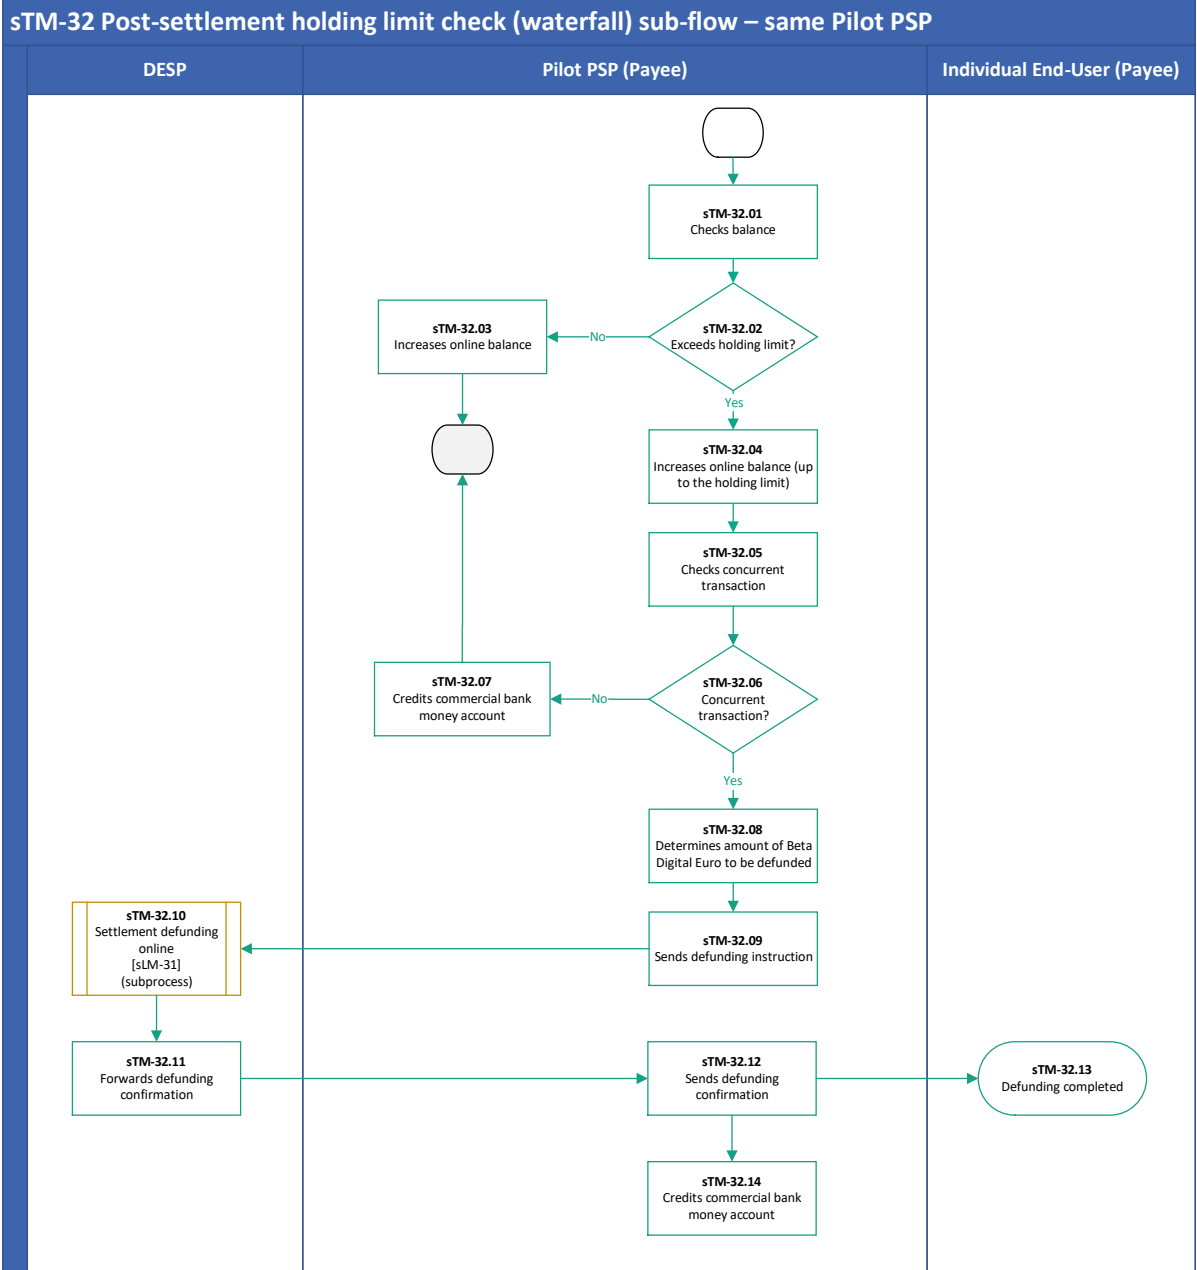 sTM-32 Post-settlement holding limit check (waterfall) sub-flow – same Pilot PSP
DESP
Pilot PSP (Payee)
Individual End-User (Payee)
sTM-32.01
Checks balance
sTM-32.02
Exceeds holding limit?
No
sTM-32.03
Increases online balance
Yes
sTM-32.04
Increases online balance (up
to the holding limit)
sTM-32.05
Checks concurrent
transaction
sTM-32.06
Concurrent
transaction?
No
sTM-32.07
Credits commercial bank
money account
Yes
sTM-32.08
Determines amount of Beta
Digital Euro to be defunded
sTM-32.09
Sends defunding instruction
sTM-32.10
Settlement defunding
online
[sLM-31]
(subprocess)
sTM-32.11
Forwards defunding
confirmation
sTM-32.12
Sends defunding
confirmation
sTM-32.13
Defunding completed
sTM-32.14
Credits commercial bank
money account